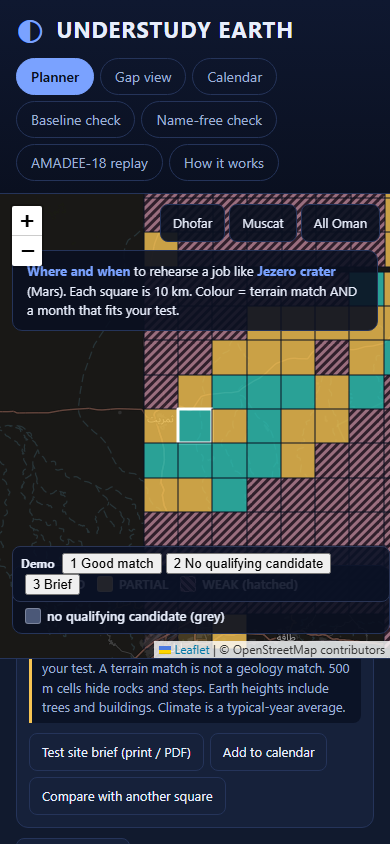 UNDERSTUDY EARTH
Planner
Gap view
Calendar
Baseline check
Name-free check
AMADEE-18 replay
How it works
+
−
Dhofar
Muscat
All Oman
Where and when to rehearse a job like Jezero crater
(Mars). Each square is 10 km. Colour = terrain match AND
a month that fits your test.
ثمريت
Demo
1 Good match
2 No qualifying candidate
3 Brief
PARTIAL
WEAK (hatched)
no qualifying candidate (grey)
طاقه
Leaflet | © OpenStreetMap contributors
your test. A terrain match is not a geology match. 500
m cells hide rocks and steps. Earth heights include
trees and buildings. Climate is a typical-year average.
Test site brief (print / PDF)
Add to calendar
Compare with another square